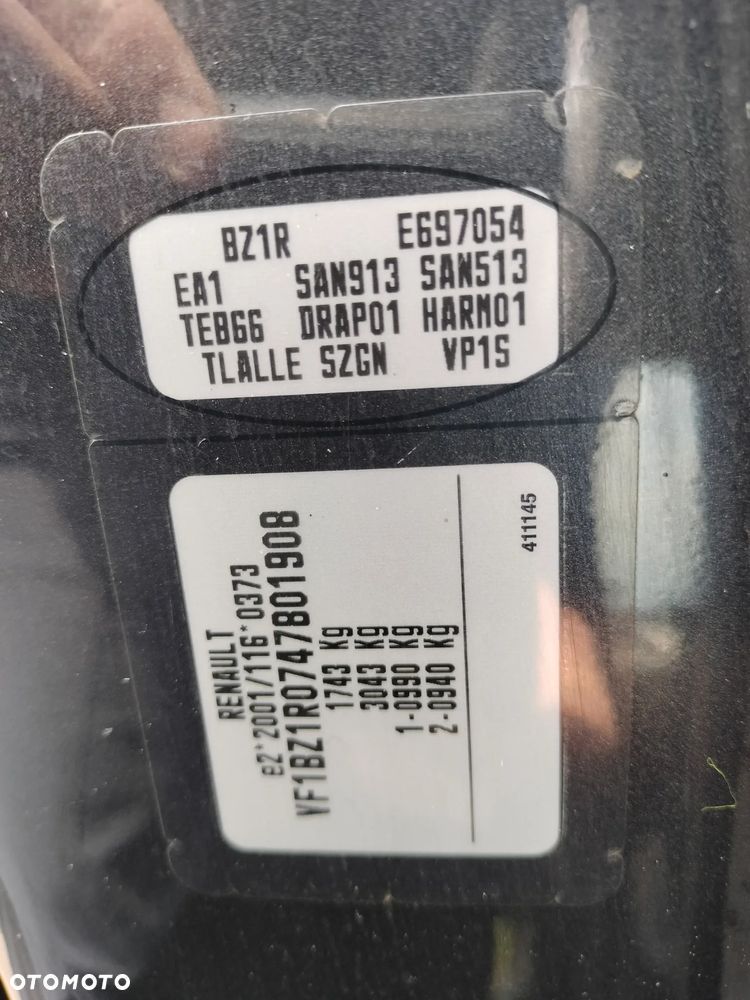 BZ1R E697054
EA1 SAN913 SAN513
TEB66 DRAP01 HARM01
TLALLE SZGN VP1S
RENAULT
e2*2001/116*0373
VF1BZ1R0747801908
1743 Kg
3043 Kg
1-0990 Kg
2-0940 Kg
411145
OTOMOTO